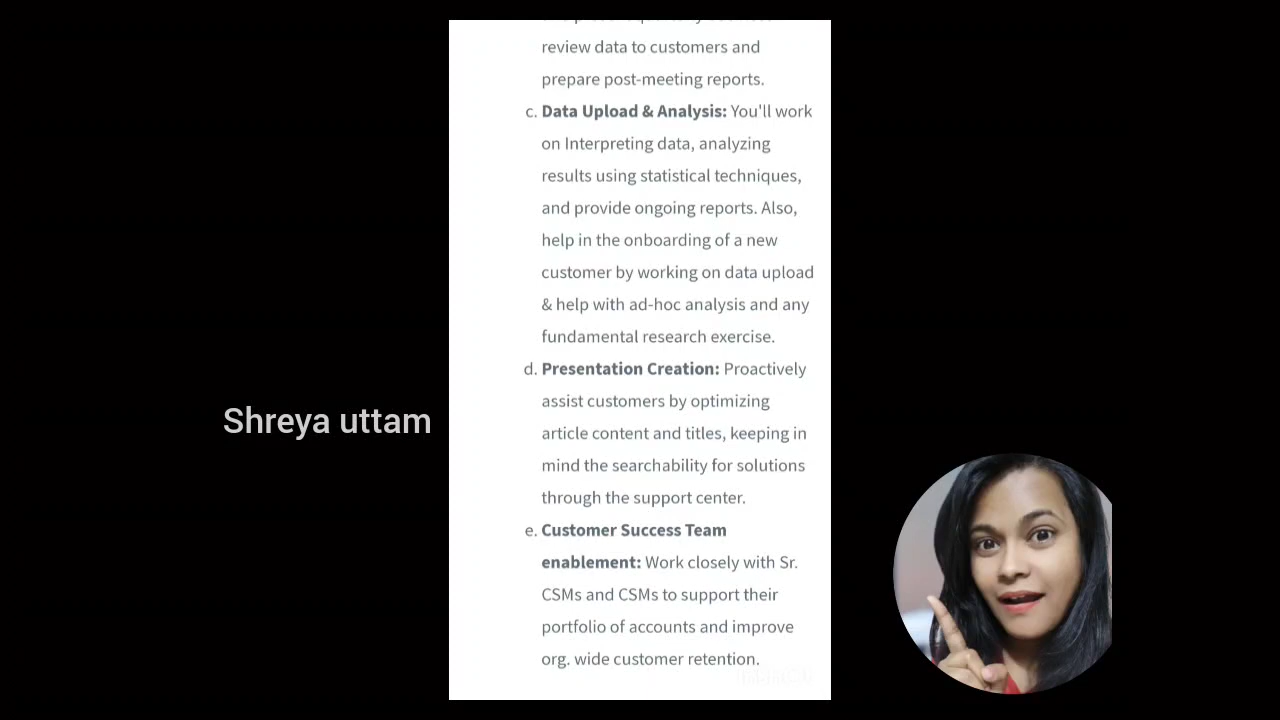 review data to customers and
prepare post-meeting reports.
c. Data Upload & Analysis: You'll work
on Interpreting data, analyzing
results using statistical techniques,
and provide ongoing reports. Also,
help in the onboarding of a new
customer by working on data upload
& help with ad-hoc analysis and any
fundamental research exercise.
d. Presentation Creation: Proactively
assist customers by optimizing
article content and titles, keeping in
mind the searchability for solutions
through the support center.
e. Customer Success Team
enablement: Work closely with Sr.
CSMs and CSMs to support their
portfolio of accounts and improve
org. wide customer retention.
Shreya uttam